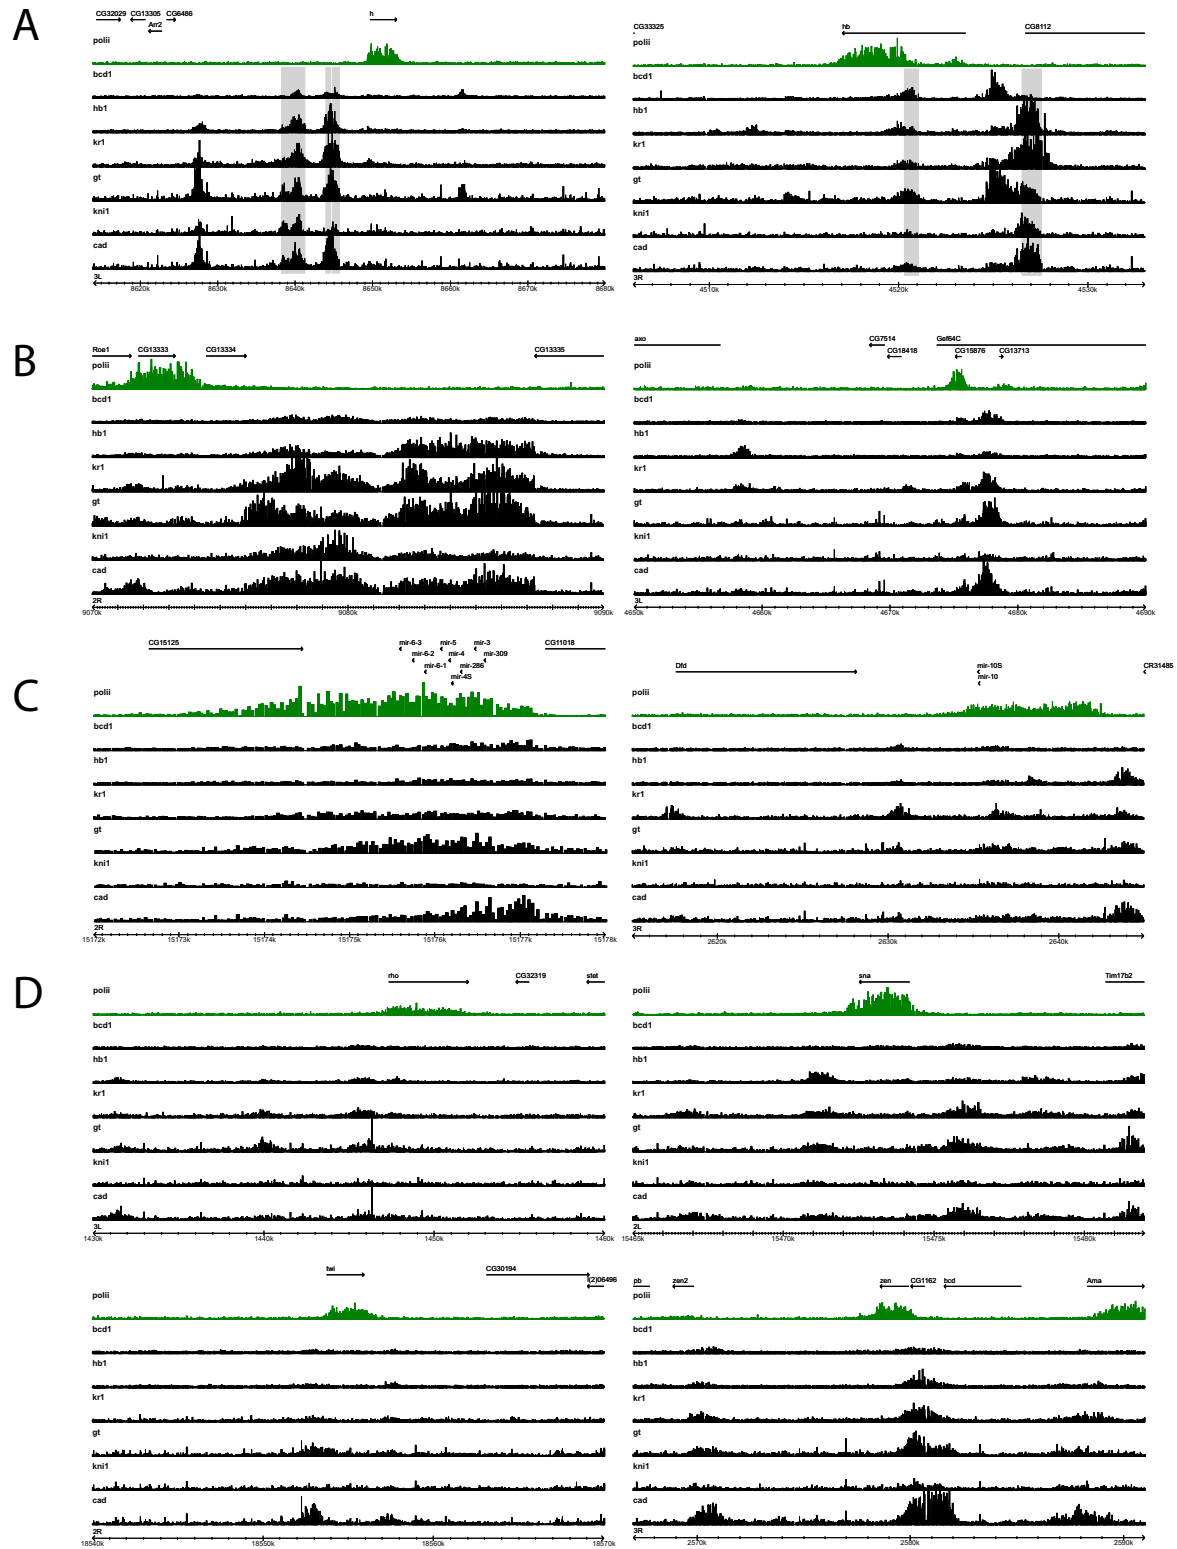 A
CG32029 CG13305 CG6486 h
Arr2
polii
bcd1
hb1
kr1
gt
kni1
cad
3L
8620k 8630k 8640k 8650k 8660k 8670k 8680k
CG33325 hb CG8112
polii
bcd1
hb1
kr1
gt
kni1
cad
3R
4510k 4520k 4530k
B
Roe1 CG13333 CG13334 CG13335
polii
bcd1
hb1
kr1
gt
kni1
cad
2R
9070k 9080k 9090k
axo CG7514 Gef64C
CG18418 CG15876 CG13713
polii
bcd1
hb1
kr1
gt
kni1
cad
3L
4650k 4660k 4670k 4680k 4690k
C
CG15125 mir-6-3 mir-5 mir-3 CG11018
mir-6-2 mir-4 mir-309
mir-6-1 mir-286
mir-4S
polii
bcd1
hb1
kr1
gt
kni1
cad
2R
15172k 15173k 15174k 15175k 15176k 15177k 15178k
Dfd mir-10S CR31485
mir-10
polii
bcd1
hb1
kr1
gt
kni1
cad
3R
2620k 2630k 2640k
D
rho CG32319 stet
polii
bcd1
hb1
kr1
gt
kni1
cad
3L
1430k 1440k 1450k 1460k
sna Tim17b2
polii
bcd1
hb1
kr1
gt
kni1
cad
2L
15465k 15470k 15475k 15480k
twi CG30194
l(2)06496
polii
bcd1
hb1
kr1
gt
kni1
cad
2R
18540k 18550k 18560k 18570k
pb zen2 zen CG1162 bcd Ama
polii
bcd1
hb1
kr1
gt
kni1
cad
3R
2570k 2580k 2590k